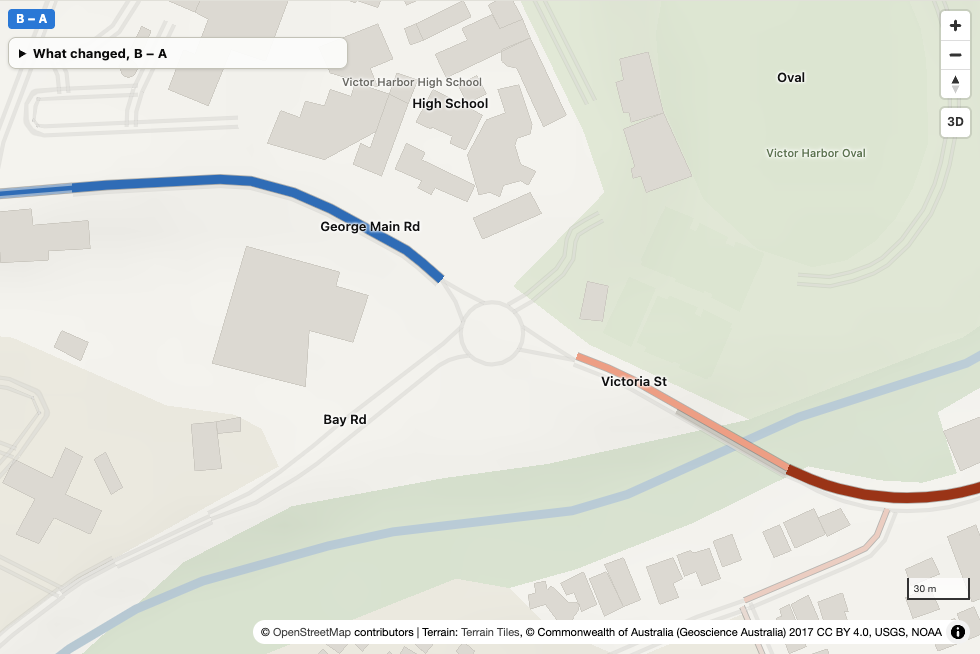 B – A
What changed, B – A
Victor Harbor High School
High School
Oval
3D
Victor Harbor Oval
George Main Rd
Victoria St
Bay Rd
30 m
© OpenStreetMap contributors | Terrain: Terrain Tiles, © Commonwealth of Australia (Geoscience Australia) 2017 CC BY 4.0, USGS, NOAA